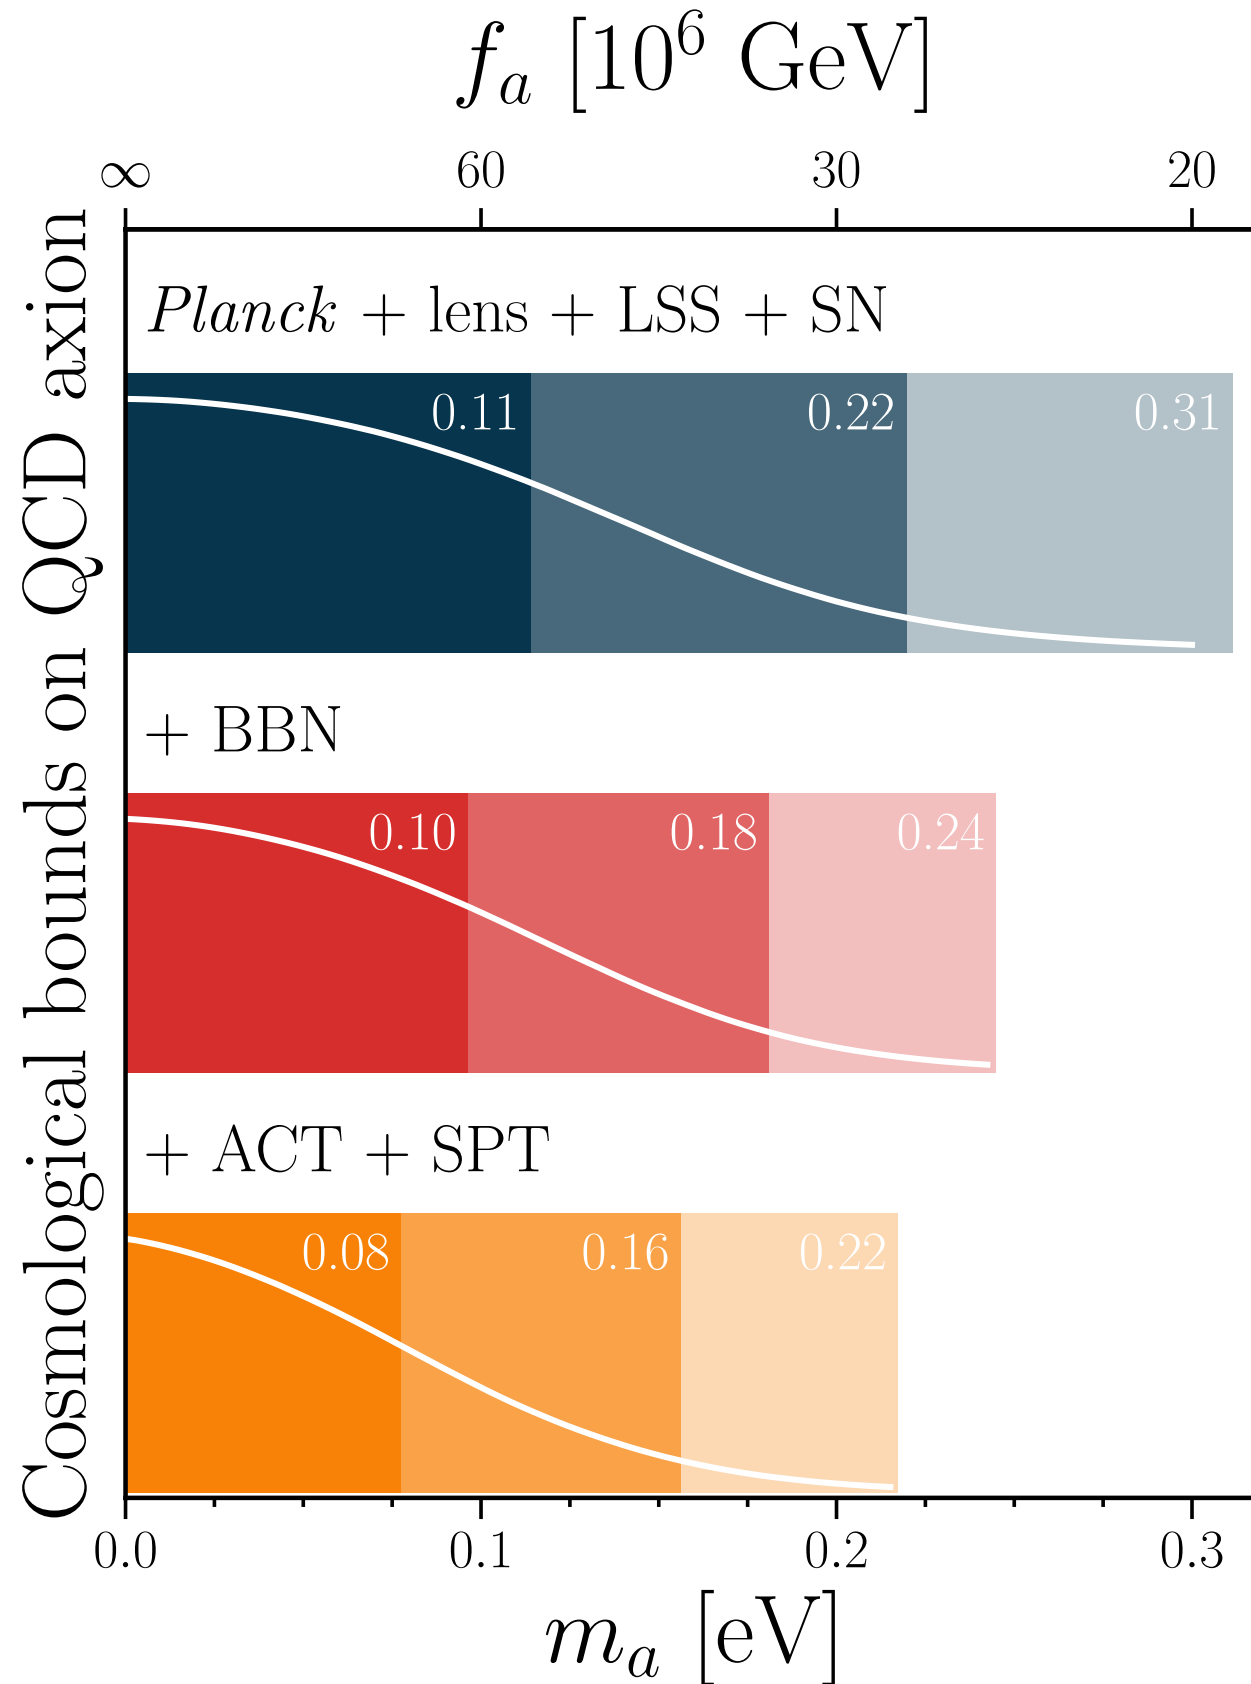 f_a [10^6 GeV]
∞ 60 30 20
Cosmological bounds on QCD axion
Planck + lens + LSS + SN
0.11 0.22 0.31
+ BBN
0.10 0.18 0.24
+ ACT + SPT
0.08 0.16 0.22
0.0 0.1 0.2 0.3
m_a [eV]